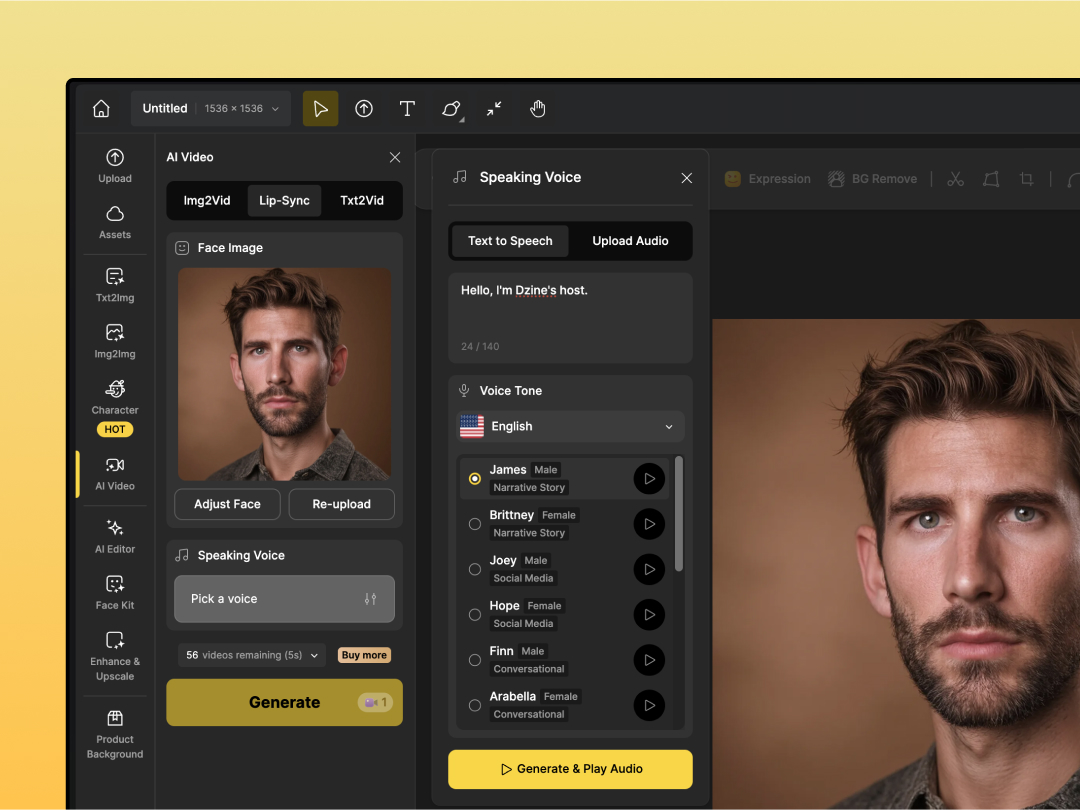 Untitled 1536 × 1536
Upload
Assets
Txt2Img
Img2Img
Character
HOT
AI Video
AI Editor
Face Kit
Enhance &
Upscale
Product
Background
AI Video
Img2Vid Lip-Sync Txt2Vid
Face Image
Adjust Face Re-upload
Speaking Voice
Pick a voice
56 videos remaining (5s) Buy more
Generate 1
Speaking Voice
Text to Speech Upload Audio
Hello, I'm Dzine's host.
24 / 140
Voice Tone
English
James Male
Narrative Story
Brittney Female
Narrative Story
Joey Male
Social Media
Hope Female
Social Media
Finn Male
Conversational
Arabella Female
Conversational
Generate & Play Audio
Expression BG Remove